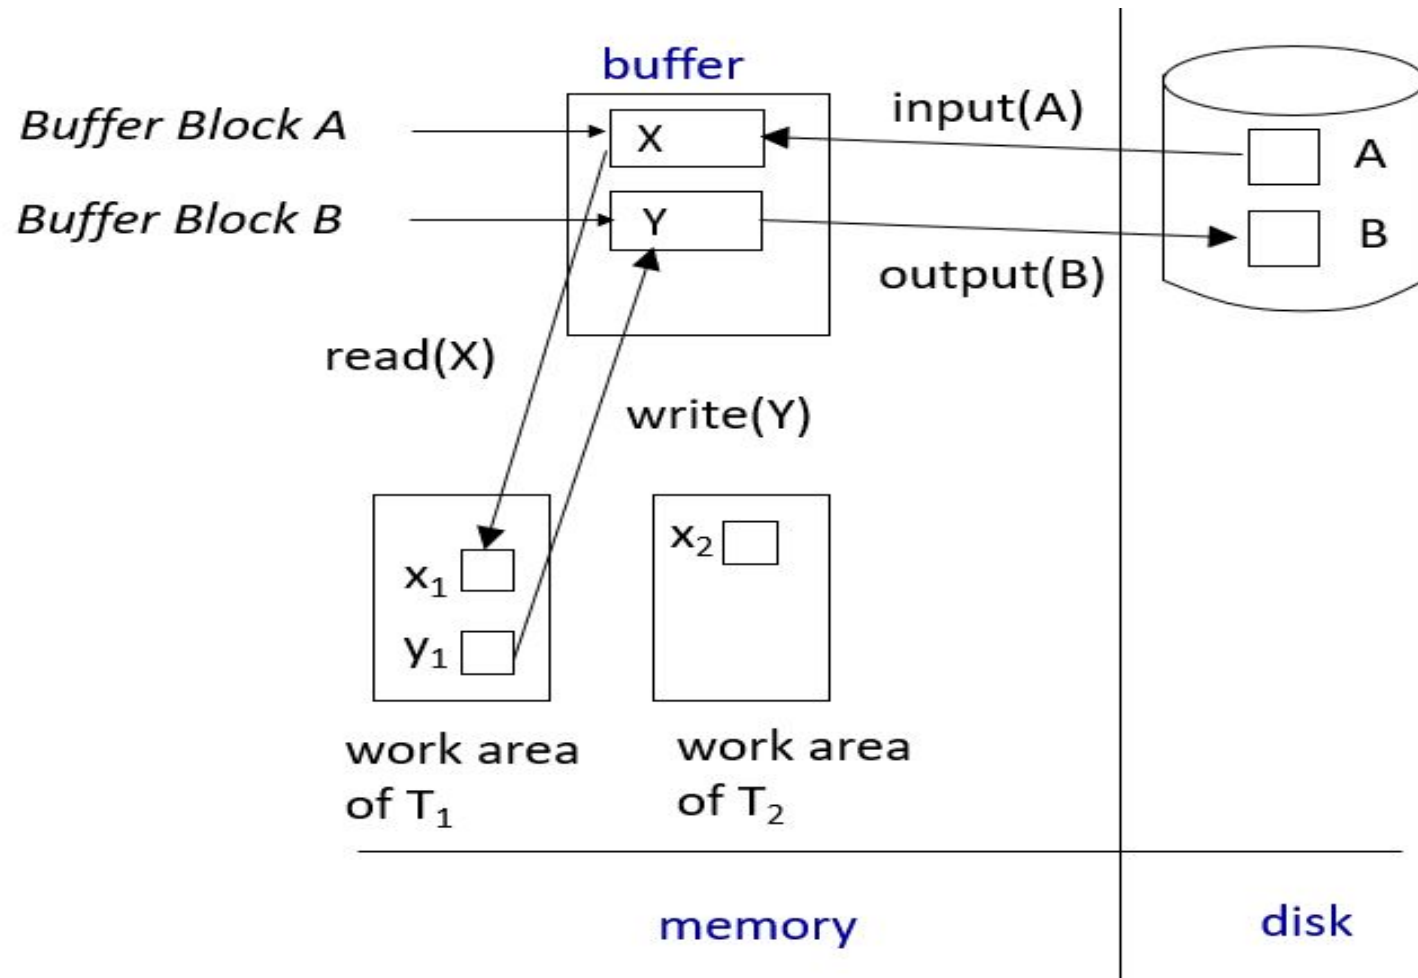 buffer
Buffer Block A
X
input(A)
A
Buffer Block B
Y
B
output(B)
read(X)
write(Y)
x₁
y₁
x₂
work area
of T₁
work area
of T₂
memory
disk